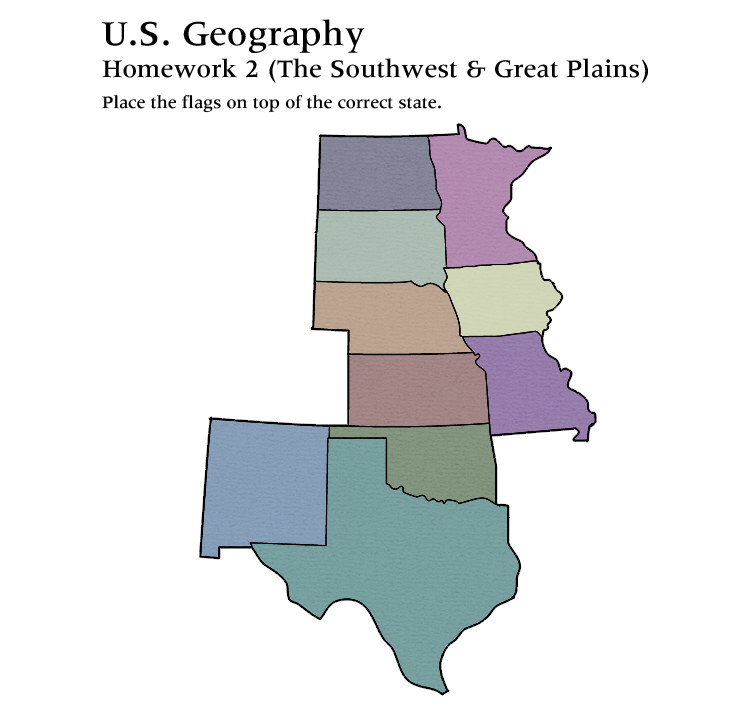 U.S. Geography
Homework 2 (The Southwest & Great Plains)
Place the flags on top of the correct state.